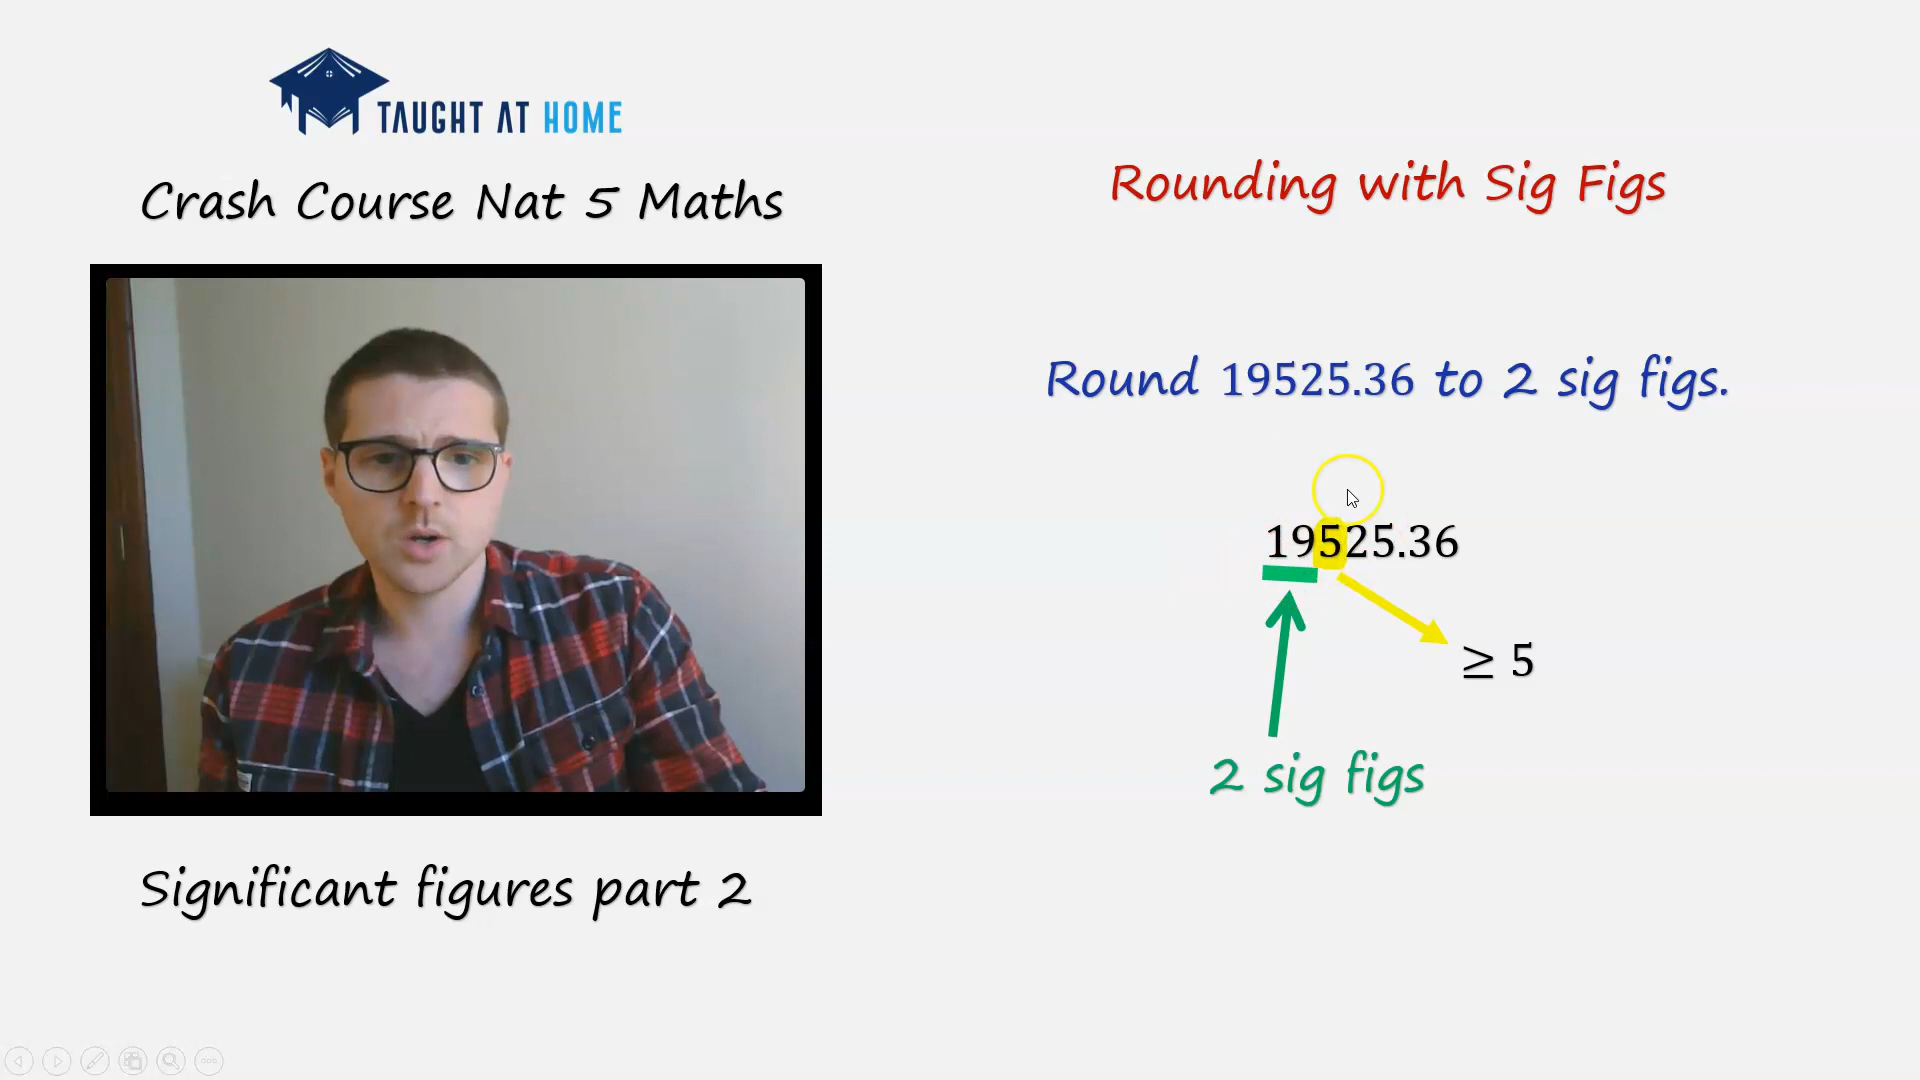 TAUGHT AT HOME
Crash Course Nat 5 Maths
Significant figures part 2
Rounding with Sig Figs
Round 19525.36 to 2 sig figs.
19525.36
≥ 5
2 sig figs